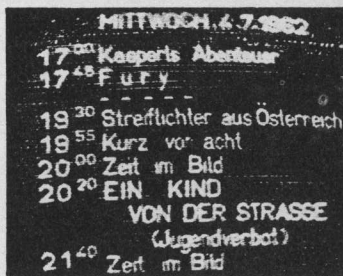 MITTWOCH, 4.7.1962
17⁰⁰ Kasperls Abenteuer
17⁴⁵ Fury
- - - - -
19³⁰ Streiflichter aus Österreich
19⁵⁵ Kurz vor acht
20⁰⁰ Zeit im Bild
20²⁰ EIN KIND
VON DER STRASSE
(Jugendverbot)
21⁴⁰ Zeit im Bild